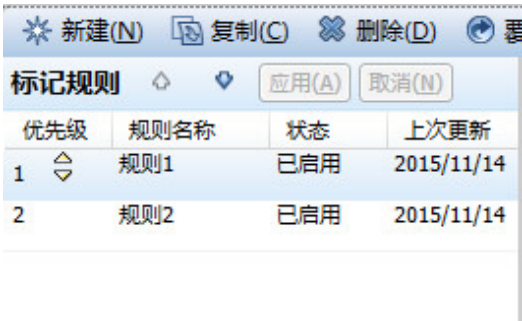 新建(N) 复制(C) 删除(D)
标记规则 应用(A) 取消(N)
优先级 规则名称 状态 上次更新
1 规则1 已启用 2015/11/14
2 规则2 已启用 2015/11/14